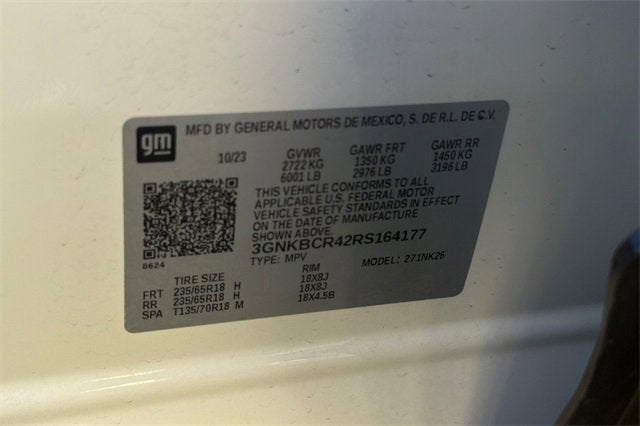 gm
MFD BY GENERAL MOTORS DE MEXICO, S. DE R.L. DE C.V.
10/23 GVWR GAWR FRT GAWR RR
2722 KG 1350 KG 1450 KG
6001 LB 2976 LB 3196 LB
THIS VEHICLE CONFORMS TO ALL
APPLICABLE U.S. FEDERAL MOTOR
VEHICLE SAFETY STANDARDS IN EFFECT
ON THE DATE OF MANUFACTURE
SHOWN ABOVE.
3GNKBCR42RS164177
8624 TYPE: MPV MODEL: 271NK26
TIRE SIZE RIM
FRT 235/65R18 H 18X8J
RR 235/65R18 H 18X8J
SPA T135/70R18 M 18X4.5B